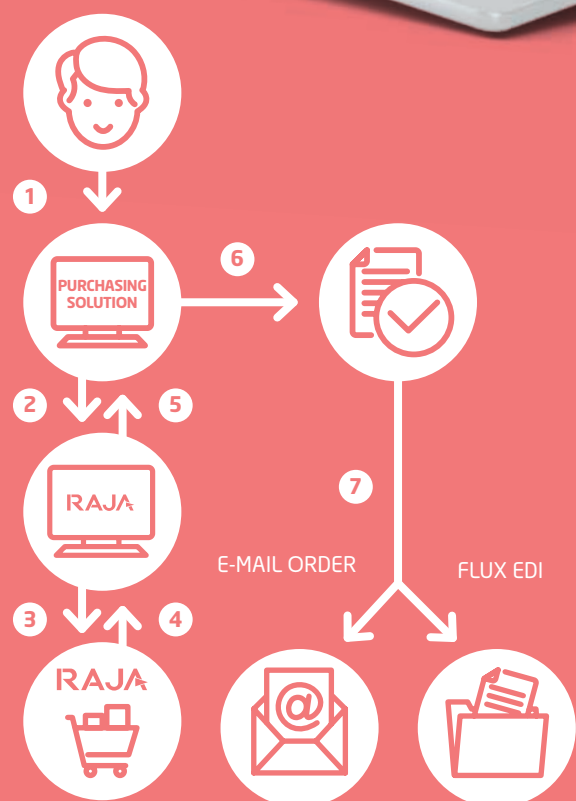 1
6
PURCHASING
SOLUTION
2
5
RAJA
7
E-MAIL ORDER
FLUX EDI
3
4
RAJA
@